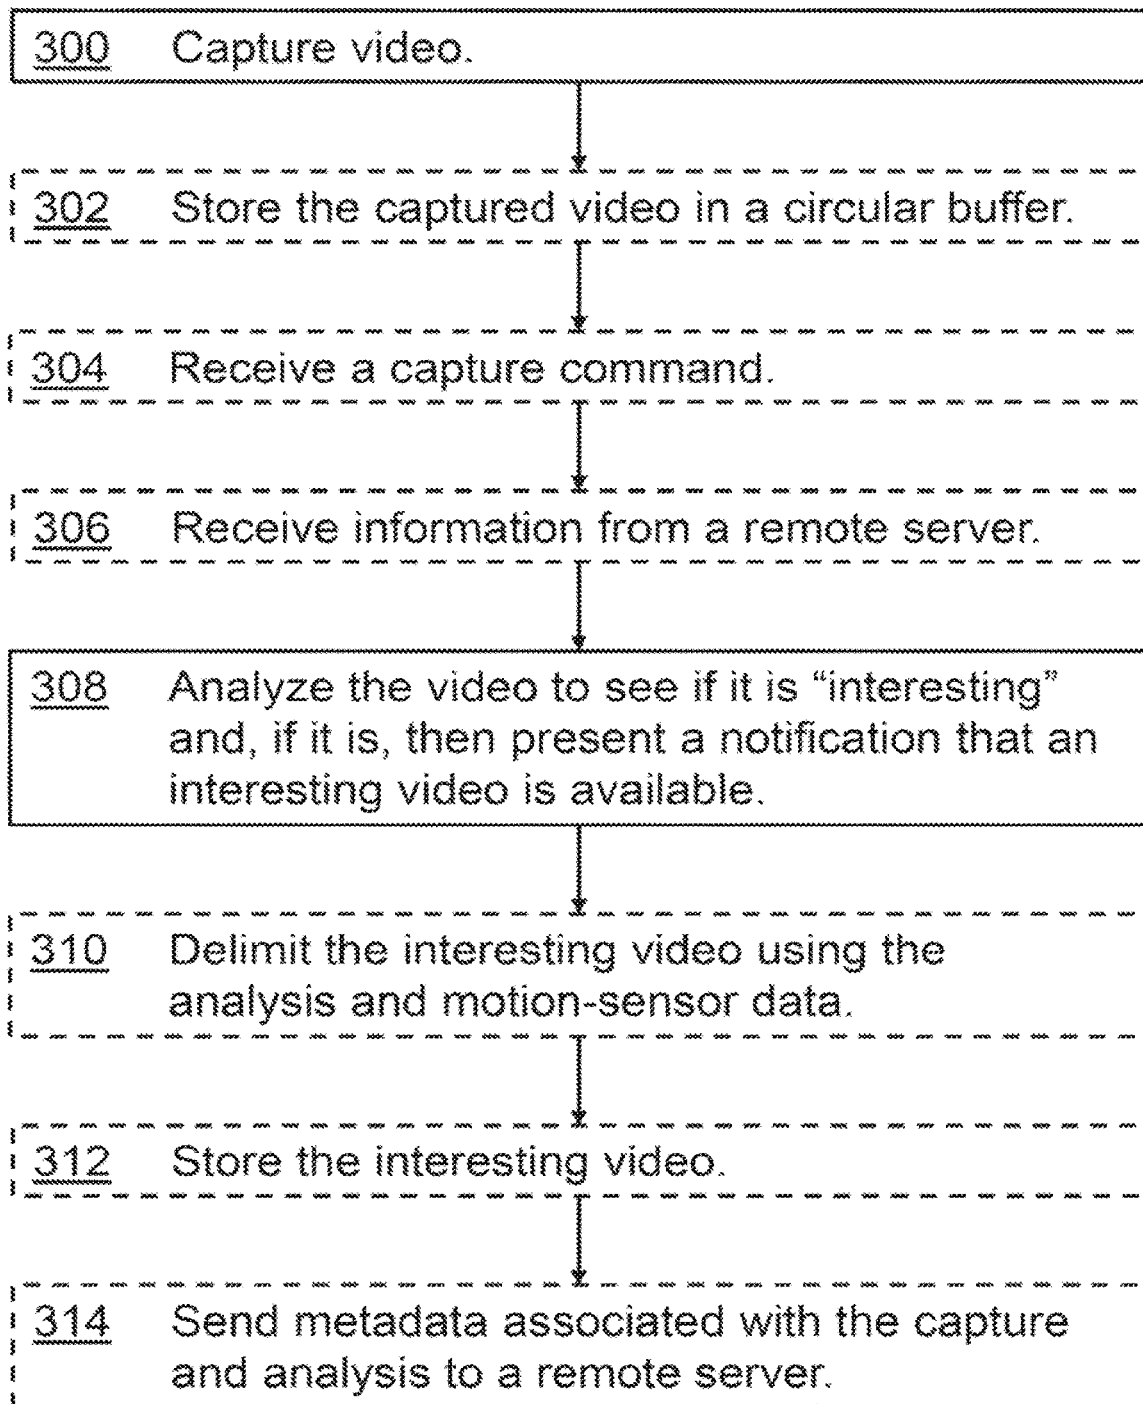 300 Capture video.
302 Store the captured video in a circular buffer.
304 Receive a capture command.
306 Receive information from a remote server.
308 Analyze the video to see if it is “interesting”
and, if it is, then present a notification that an
interesting video is available.
310 Delimit the interesting video using the
analysis and motion-sensor data.
312 Store the interesting video.
314 Send metadata associated with the capture
and analysis to a remote server.